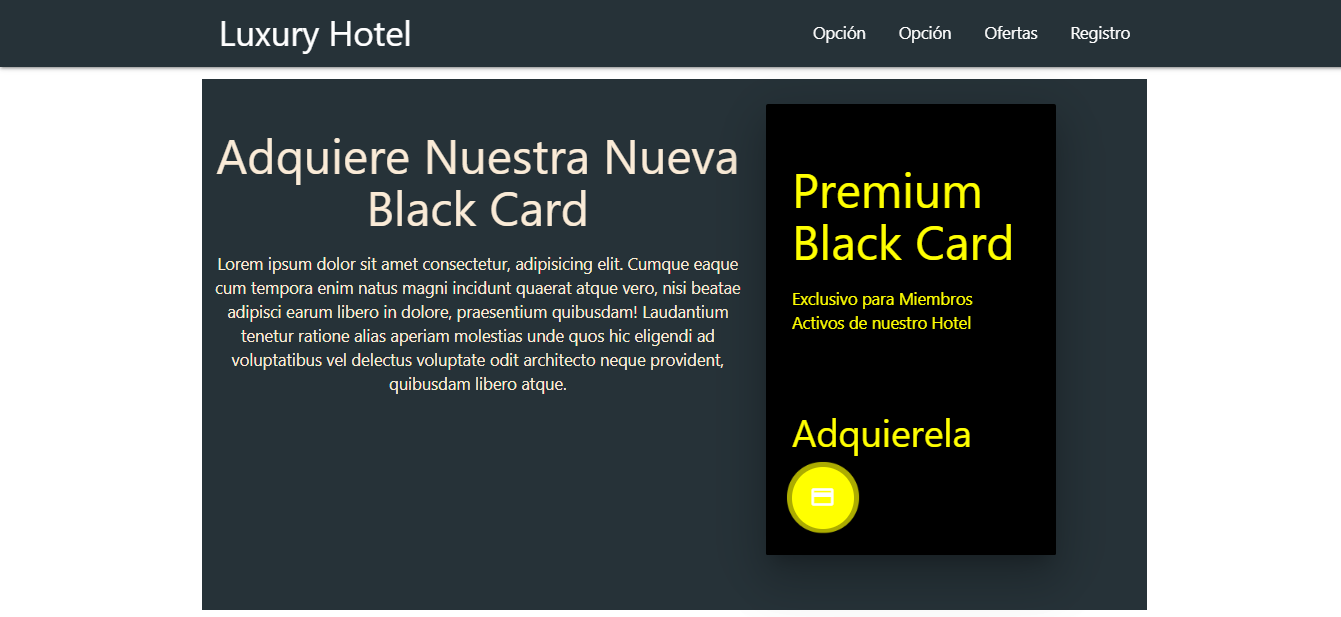 Luxury Hotel
Opción
Opción
Ofertas
Registro
Adquiere Nuestra Nueva
Black Card
Lorem ipsum dolor sit amet consectetur, adipisicing elit. Cumque eaque
cum tempora enim natus magni incidunt quaerat atque vero, nisi beatae
adipisci earum libero in dolore, praesentium quibusdam! Laudantium
tenetur ratione alias aperiam molestias unde quos hic eligendi ad
voluptatibus vel delectus voluptate odit architecto neque provident,
quibusdam libero atque.
Premium
Black Card
Exclusivo para Miembros
Activos de nuestro Hotel
Adquierela